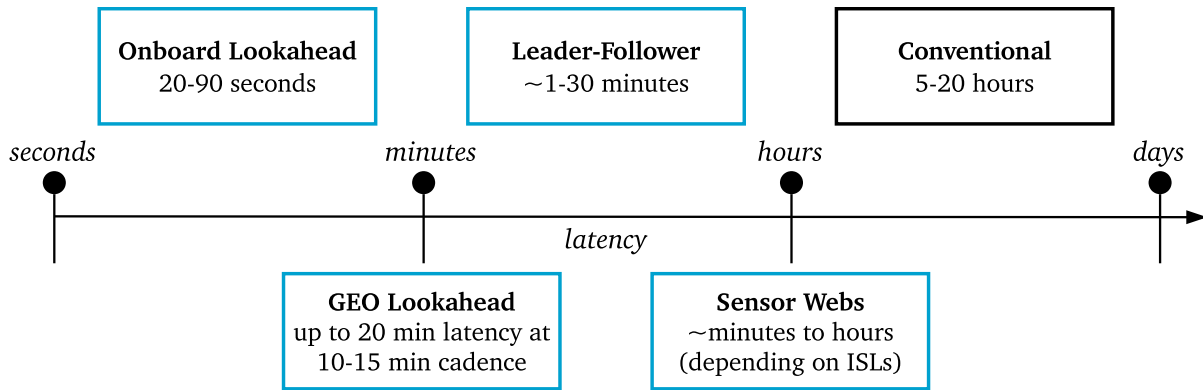 Onboard Lookahead
20-90 seconds
Leader-Follower
~1-30 minutes
Conventional
5-20 hours
seconds
minutes
hours
days
latency
GEO Lookahead
up to 20 min latency at
10-15 min cadence
Sensor Webs
~minutes to hours
(depending on ISLs)